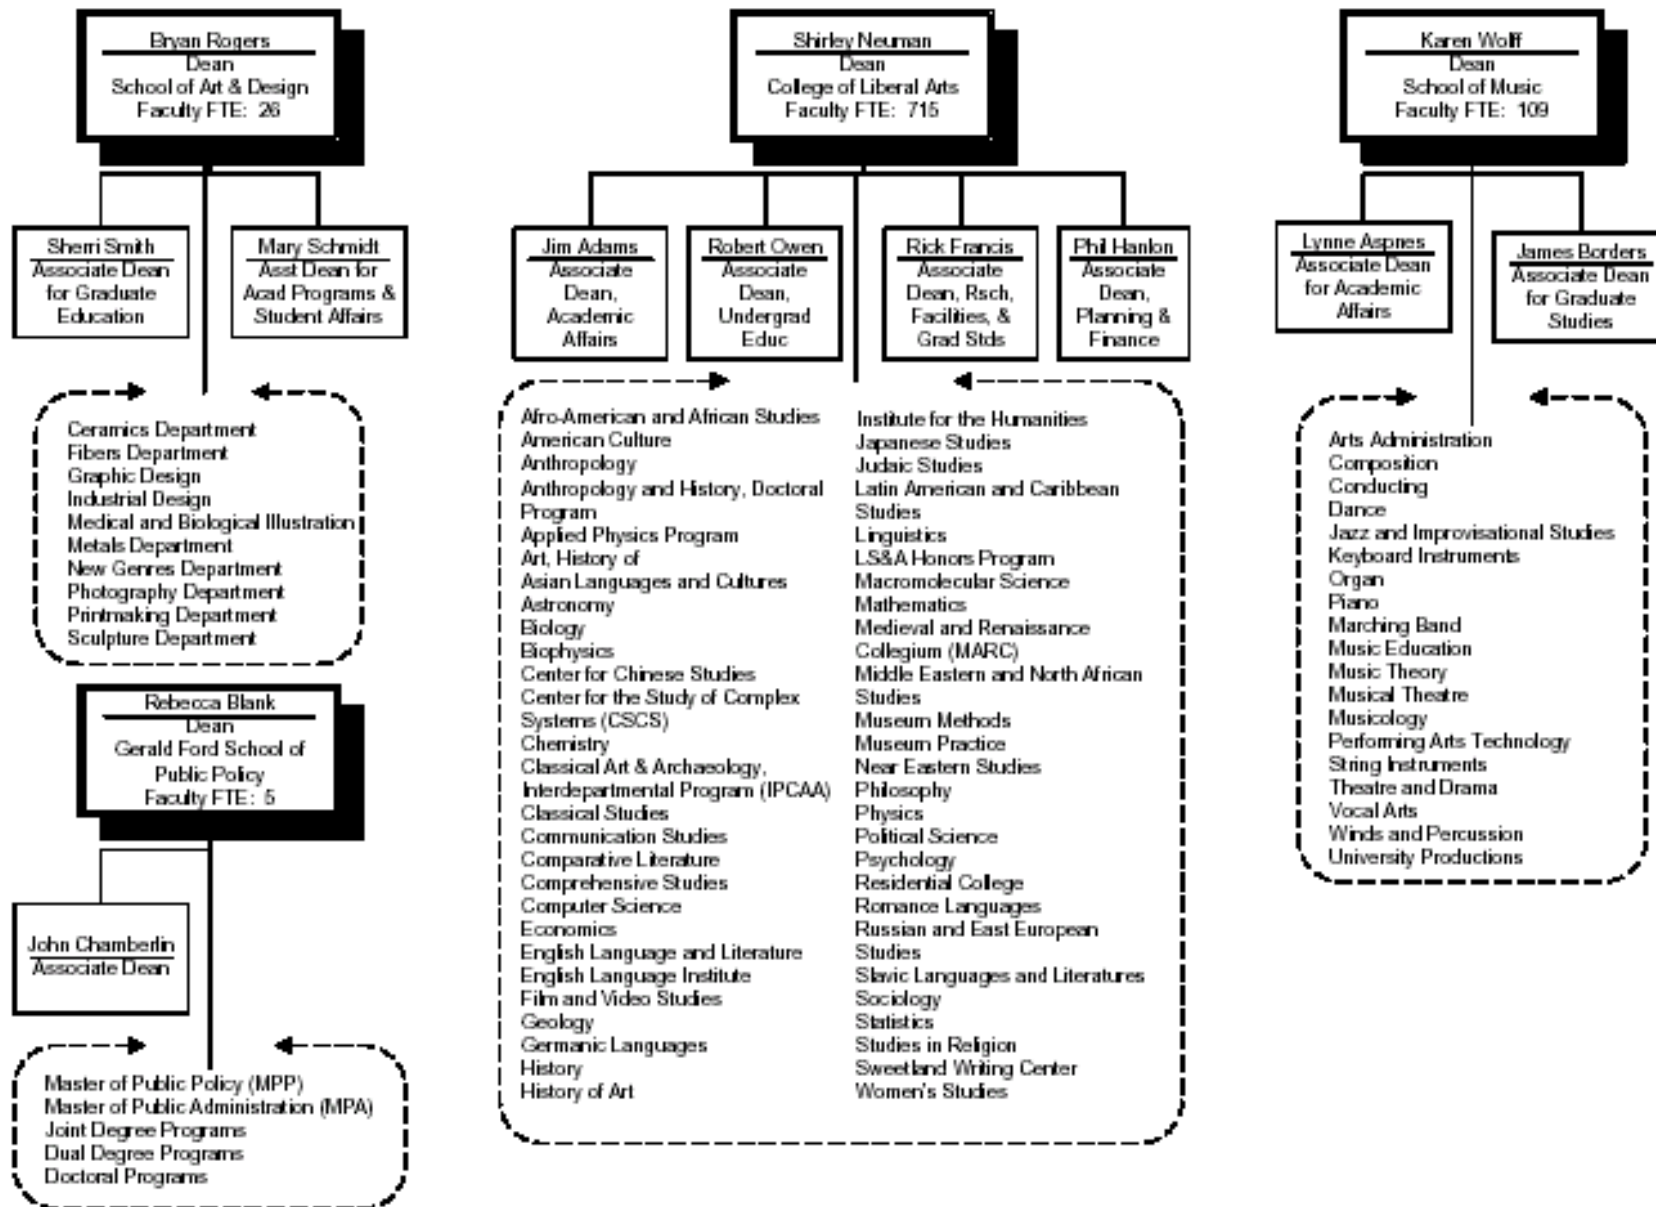 Bryan Rogers
Dean
School of Art & Design
Faculty FTE: 26
Sherri Smith
Associate Dean
for Graduate
Education
Mary Schmidt
Asst Dean for
Acad Programs &
Student Affairs
Ceramics Department
Fibers Department
Graphic Design
Industrial Design
Medical and Biological Illustration
Metals Department
New Genres Department
Photography Department
Printmaking Department
Sculpture Department
Rebecca Blank
Dean
Gerald Ford School of
Public Policy
Faculty FTE: 5
John Chamberlin
Associate Dean
Master of Public Policy (MPP)
Master of Public Administration (MPA)
Joint Degree Programs
Dual Degree Programs
Doctoral Programs
Shirley Neuman
Dean
College of Liberal Arts
Faculty FTE: 715
Jim Adams
Associate
Dean,
Academic
Affairs
Robert Owen
Associate
Dean,
Undergrad
Educ
Rick Francis
Associate
Dean, Rsch,
Facilities, &
Grad Stds
Phil Hanlon
Associate
Dean,
Planning &
Finance
Afro-American and African Studies
American Culture
Anthropology
Anthropology and History, Doctoral
Program
Applied Physics Program
Art, History of
Asian Languages and Cultures
Astronomy
Biology
Biophysics
Center for Chinese Studies
Center for the Study of Complex
Systems (CSCS)
Chemistry
Classical Art & Archaeology,
Interdepartmental Program (IPCAA)
Classical Studies
Communication Studies
Comparative Literature
Comprehensive Studies
Computer Science
Economics
English Language and Literature
English Language Institute
Film and Video Studies
Geology
Germanic Languages
History
History of Art
Institute for the Humanities
Japanese Studies
Judaic Studies
Latin American and Caribbean
Studies
Linguistics
LS&A Honors Program
Macromolecular Science
Mathematics
Medieval and Renaissance
Collegium (MARC)
Middle Eastern and North African
Studies
Museum Methods
Museum Practice
Near Eastern Studies
Philosophy
Physics
Political Science
Psychology
Residential College
Romance Languages
Russian and East European
Studies
Slavic Languages and Literatures
Sociology
Statistics
Studies in Religion
Sweetland Writing Center
Women's Studies
Karen Wolff
Dean
School of Music
Faculty FTE: 109
Lynne Aspnes
Associate Dean
for Academic
Affairs
James Borders
Associate Dean
for Graduate
Studies
Arts Administration
Composition
Conducting
Dance
Jazz and Improvisational Studies
Keyboard Instruments
Organ
Piano
Marching Band
Music Education
Music Theory
Musical Theatre
Musicology
Performing Arts Technology
String Instruments
Theatre and Drama
Vocal Arts
Winds and Percussion
University Productions